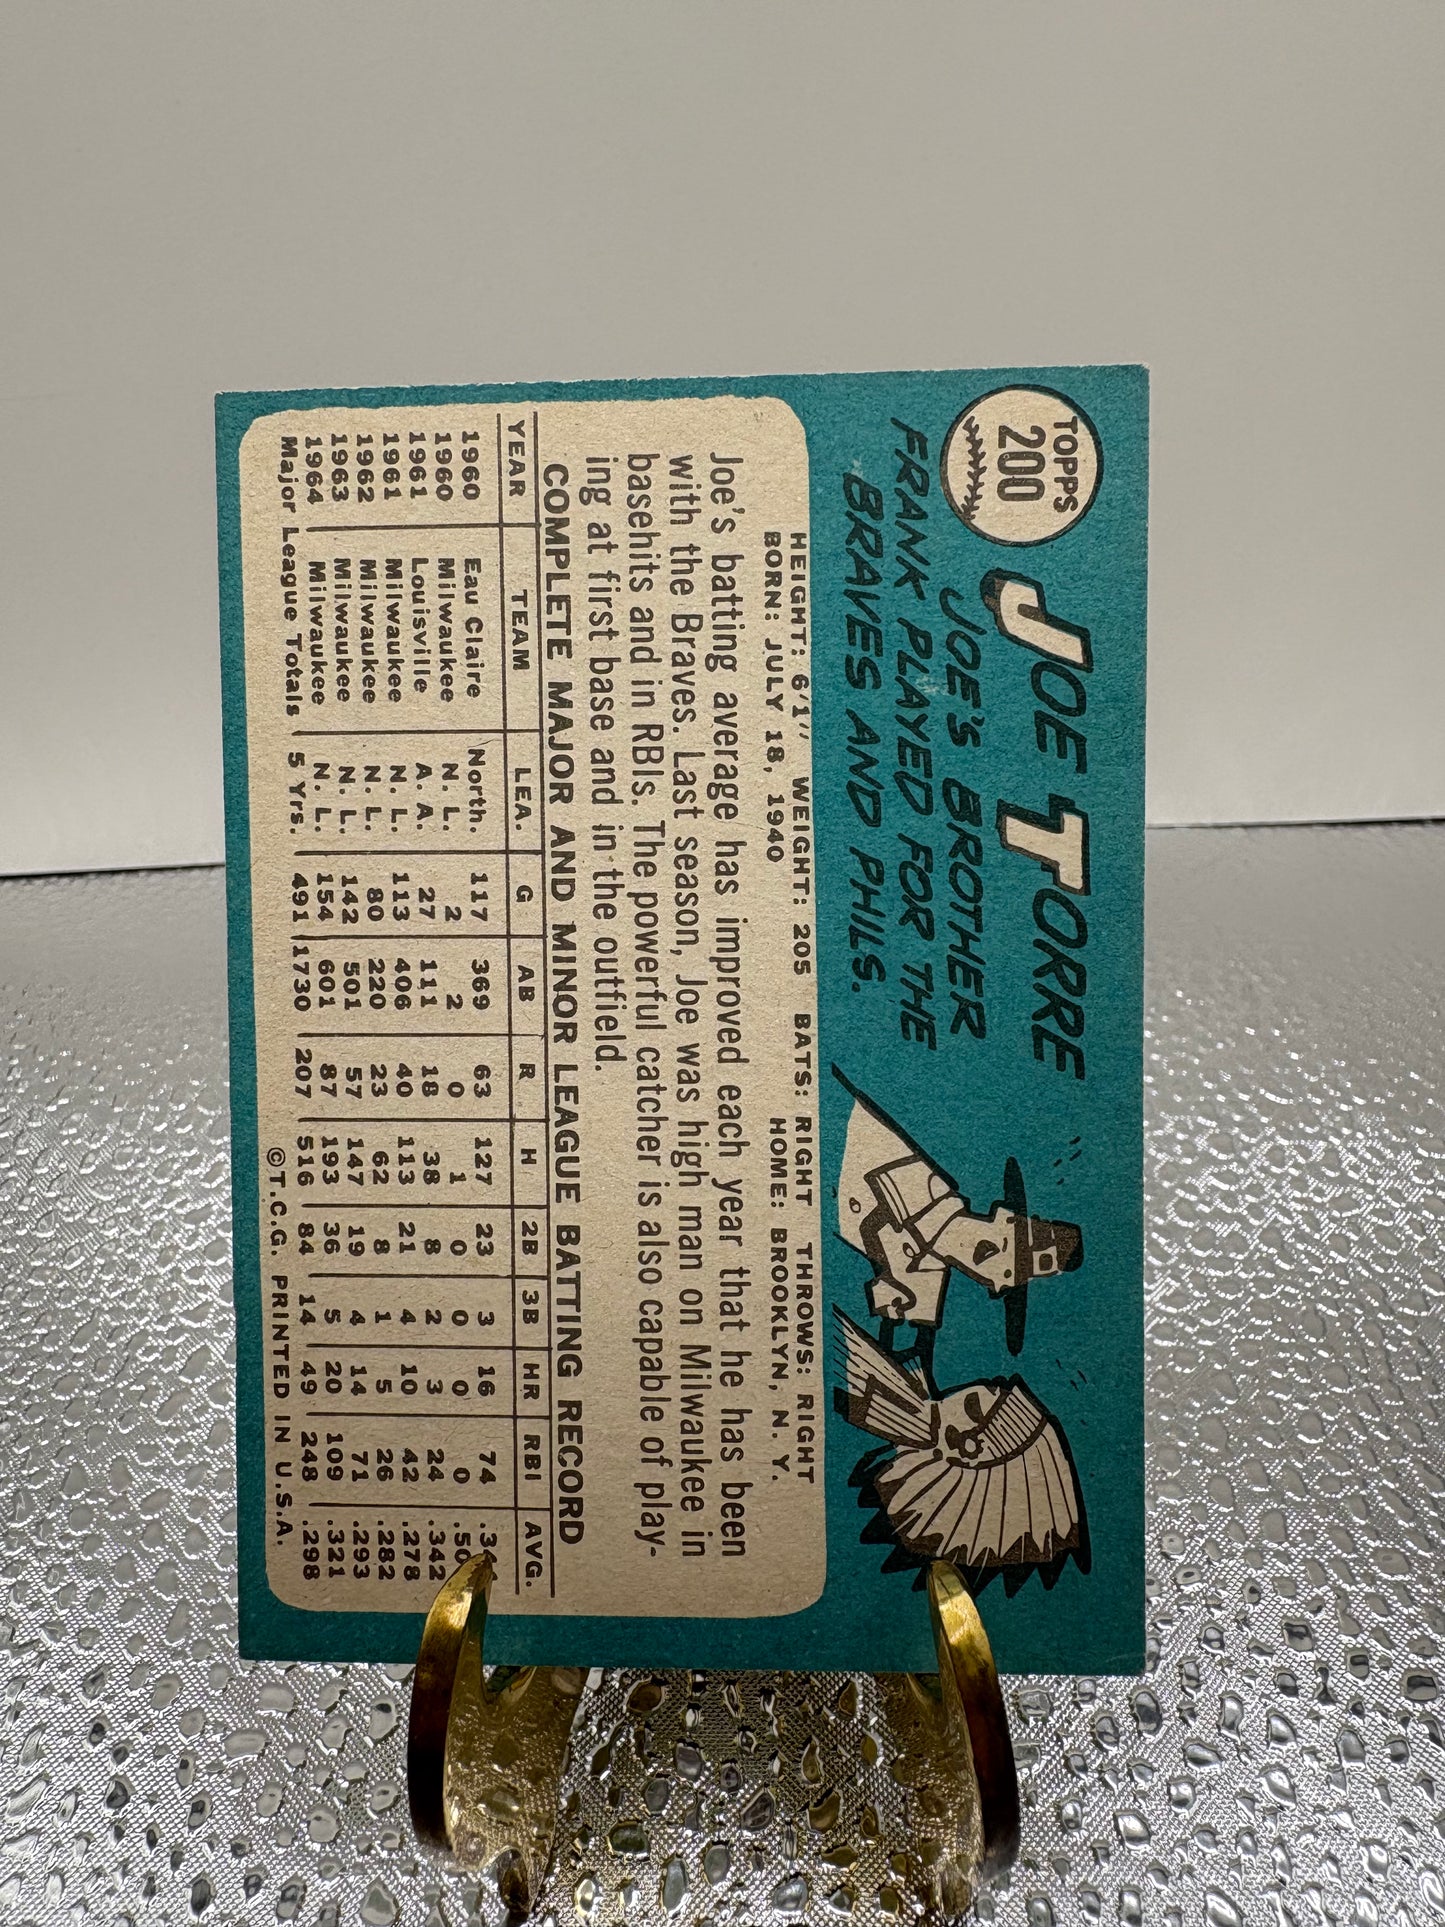 TOPPS
200
JOE TORRE
JOE'S BROTHER
FRANK PLAYED FOR THE
BRAVES AND PHILS.
HEIGHT: 6'1" WEIGHT: 205 BATS: RIGHT THROWS: RIGHT
BORN: JULY 18, 1940 HOME: BROOKLYN, N. Y.
Joe's batting average has improved each year that he has been
with the Braves. Last season, Joe was high man on Milwaukee in
basehits and in RBIs. The powerful catcher is also capable of play-
ing at first base and in the outfield.
COMPLETE MAJOR AND MINOR LEAGUE BATTING RECORD
YEAR TEAM LEA. G AB R H 2B 3B HR RBI AVG.
1960 Eau Claire North. 117 369 63 127 23 3 16 74
1960 Milwaukee N. L. 2 2 0 1 0 0 0 0 .50
1961 Louisville A. A. 27 111 18 38 8 2 3 24 .342
1961 Milwaukee N. L. 113 406 40 113 21 4 10 42 .278
1962 Milwaukee N. L. 80 220 23 62 8 1 5 26 .282
1963 Milwaukee N. L. 142 501 57 147 19 4 14 71 .293
1964 Milwaukee N. L. 154 601 87 193 36 5 20 109 .321
Major League Totals 5 Yrs. 491 1730 207 516 84 14 49 248 .298
©T.C.G. PRINTED IN U.S.A.